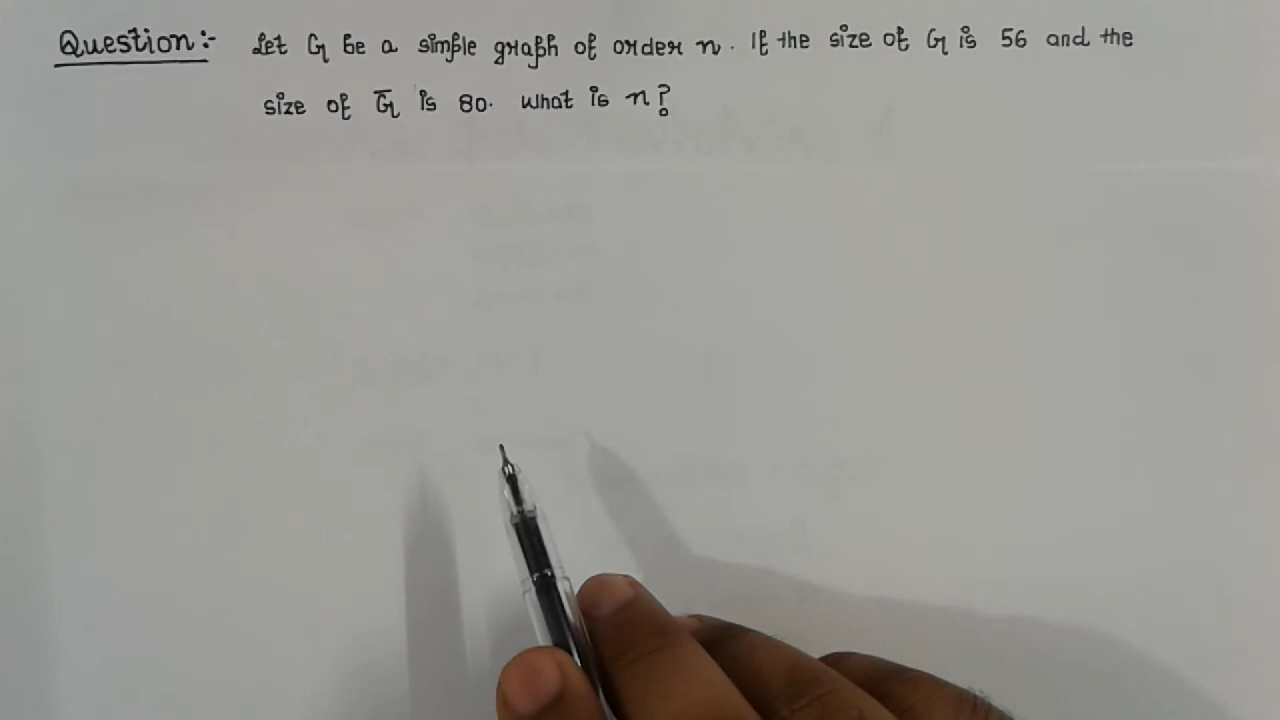 Question:- Let G be a simple graph of order n. If the size of G is 56 and the
size of G̅ is 80. What is n?